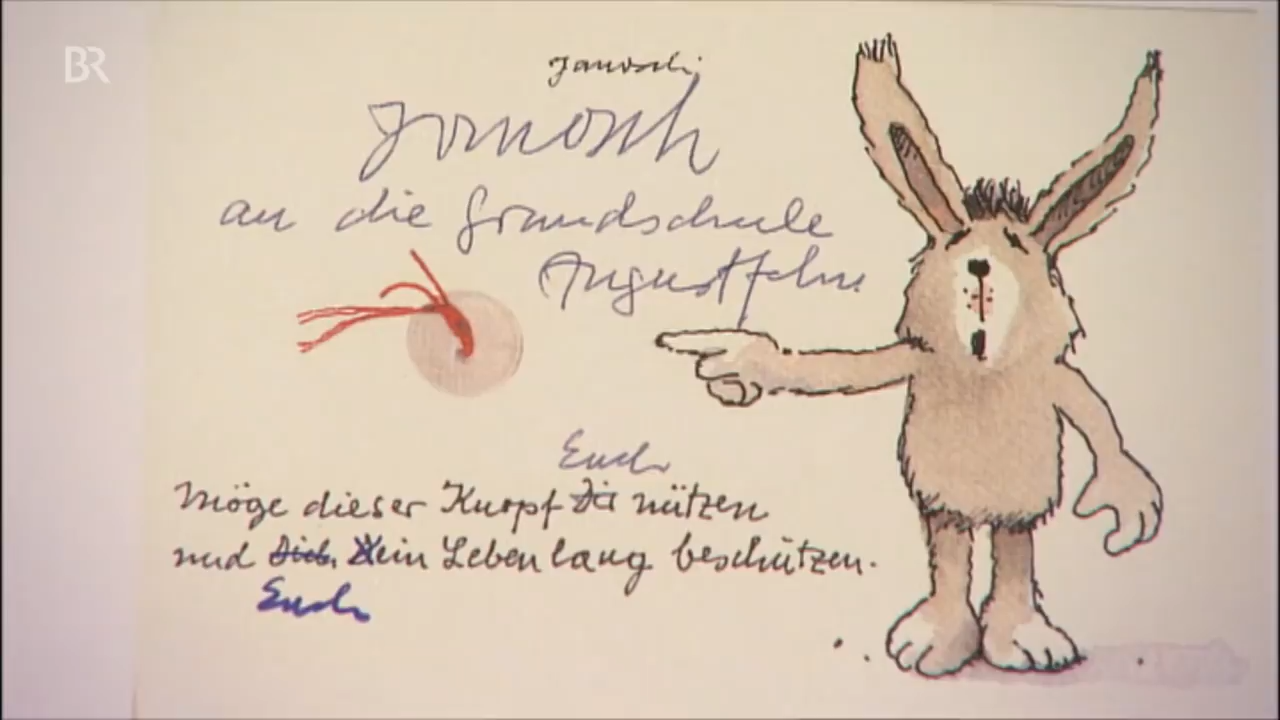 BR
Janosch
Janosch
an die Grundschule
Augustfehn
Euch
Möge dieser Knopf Dir nützen
und Dich Dein Leben lang beschützen.
Euch